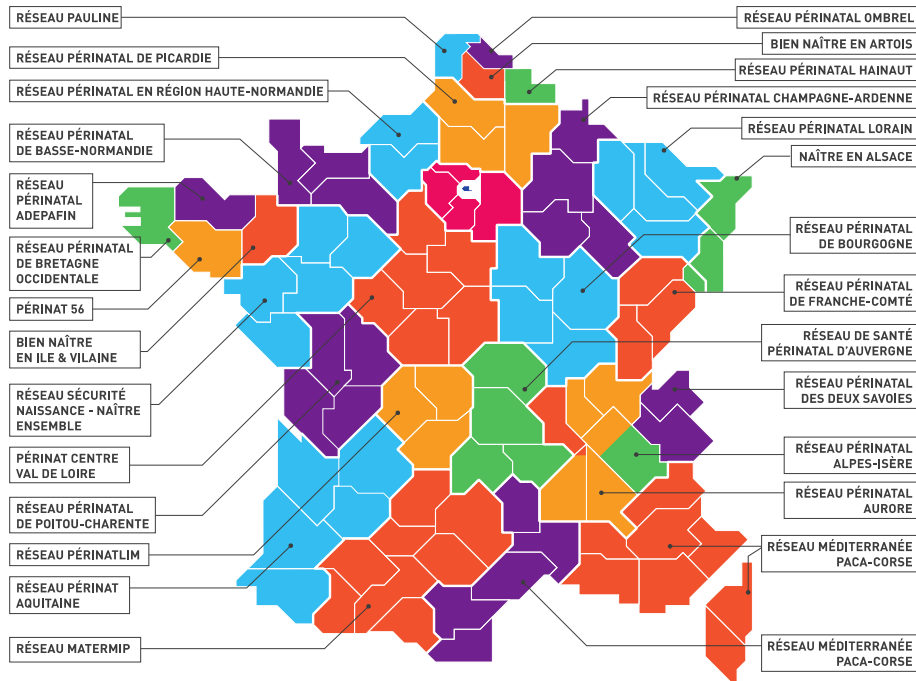 RÉSEAU PAULINE
RÉSEAU PÉRINATAL DE PICARDIE
RÉSEAU PÉRINATAL EN RÉGION HAUTE-NORMANDIE
RÉSEAU PÉRINATAL
DE BASSE-NORMANDIE
RÉSEAU
PÉRINATAL
ADEPAFIN
RÉSEAU PÉRINATAL
DE BRETAGNE
OCCIDENTALE
PÉRINAT 56
BIEN NAÎTRE
EN ILE & VILAINE
RÉSEAU SÉCURITÉ
NAISSANCE - NAÎTRE
ENSEMBLE
PÉRINAT CENTRE
VAL DE LOIRE
RÉSEAU PÉRINATAL
DE POITOU-CHARENTE
RÉSEAU PÉRINATLIM
RÉSEAU PÉRINAT
AQUITAINE
RÉSEAU MATERMIP
RÉSEAU PÉRINATAL OMBREL
BIEN NAÎTRE EN ARTOIS
RÉSEAU PÉRINATAL HAINAUT
RÉSEAU PÉRINATAL CHAMPAGNE-ARDENNE
RÉSEAU PÉRINATAL LORAIN
NAÎTRE EN ALSACE
RÉSEAU PÉRINATAL
DE BOURGOGNE
RÉSEAU PÉRINATAL
DE FRANCHE-COMTÉ
RÉSEAU DE SANTÉ
PÉRINATAL D'AUVERGNE
RÉSEAU PÉRINATAL
DES DEUX SAVOIES
RÉSEAU PÉRINATAL
ALPES-ISÈRE
RÉSEAU PÉRINATAL
AURORE
RÉSEAU MÉDITERRANÉE
PACA-CORSE
RÉSEAU MÉDITERRANÉE
PACA-CORSE